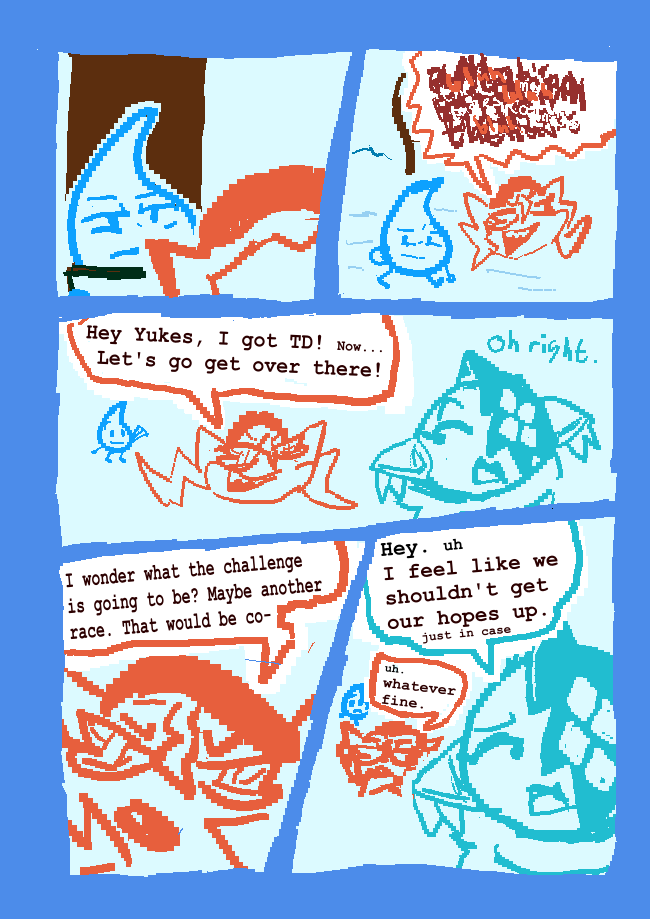 Hey Yukes, I got TD! Now...
Let's go get over there!
oh right.
I wonder what the challenge
is going to be? Maybe another
race. That would be co-
Hey. uh
I feel like we
shouldn't get
our hopes up.
just in case
uh.
whatever
fine.